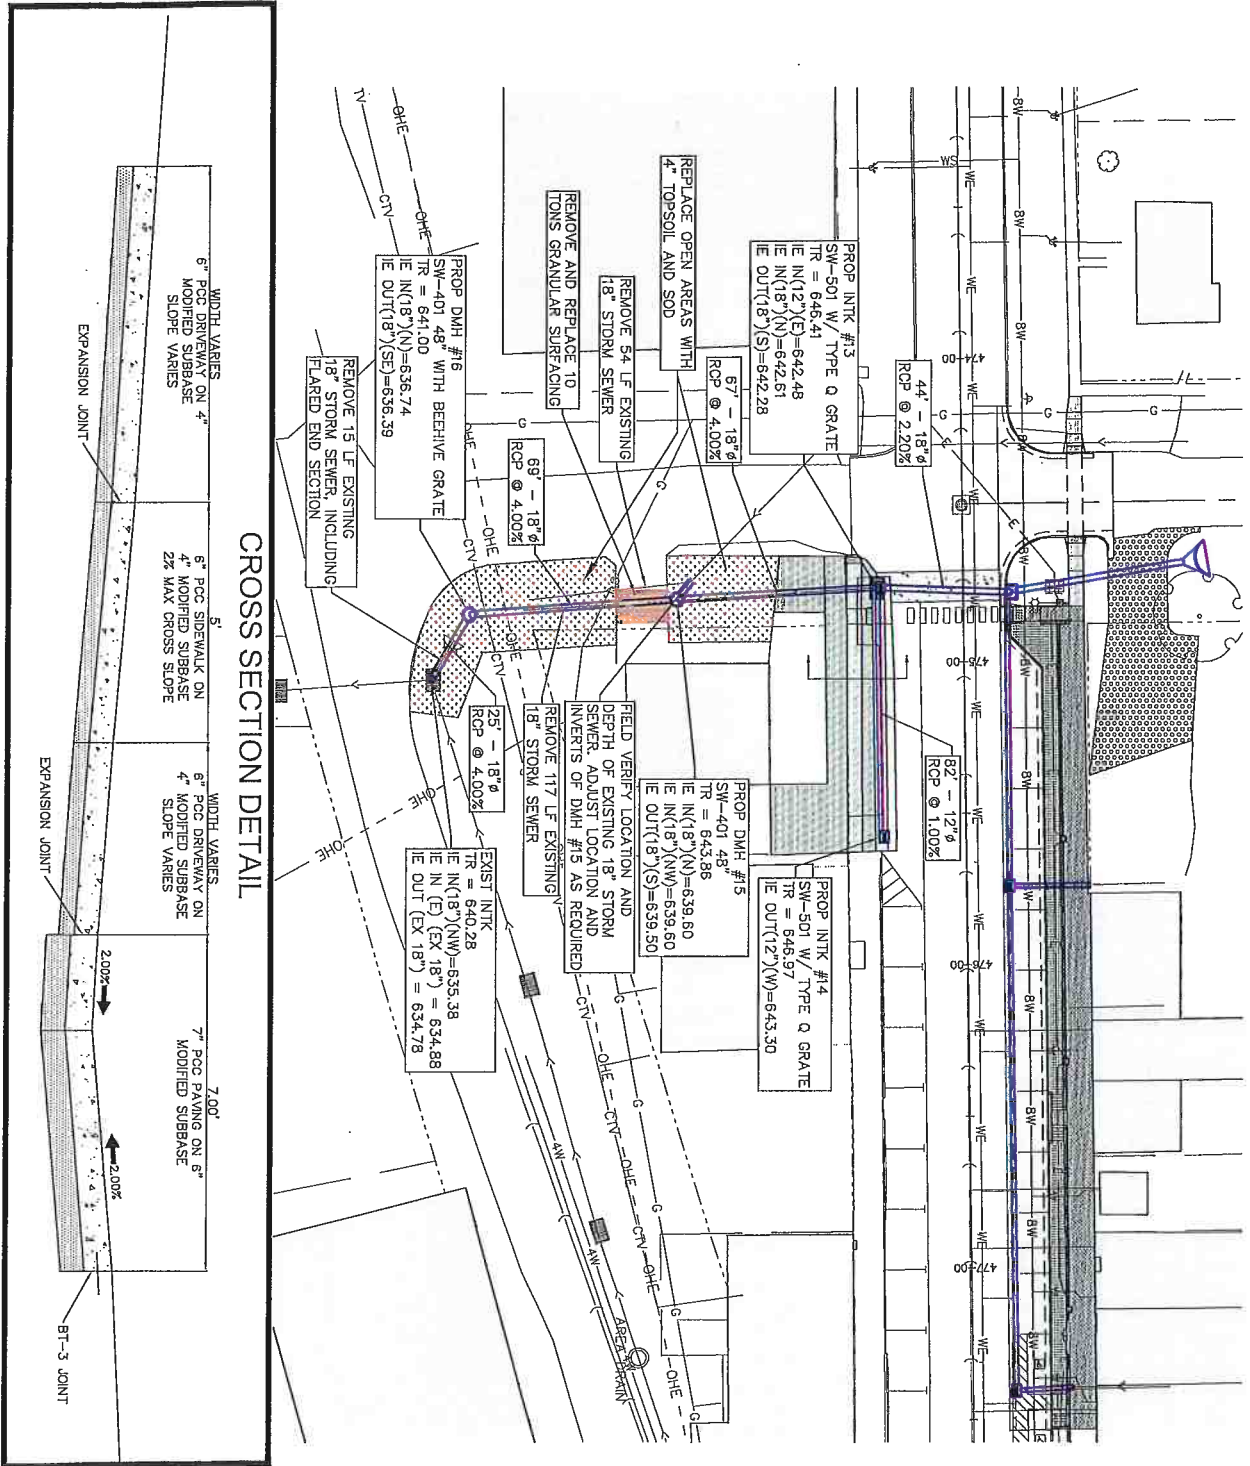 44' - 18"ø
RCP @ 2.20%
PROP INTK #13
SW-501 W/ TYPE Q GRATE
TR = 646.41
IE IN(12")(E)=642.48
IE IN(18")(N)=642.61
IE OUT(18")(S)=642.28
67' - 18"ø
RCP @ 4.00%
REPLACE OPEN AREAS WITH
4" TOPSOIL AND SOD
REMOVE 54 LF EXISTING
18" STORM SEWER
REMOVE AND REPLACE 10
TONS GRANULAR SURFACING
69' - 18"ø
RCP @ 4.00%
PROP DMH #16
SW-401 48" WITH BEEHIVE GRATE
TR = 641.00
IE IN(18")(N)=636.74
IE OUT(18")(SE)=636.39
REMOVE 15 LF EXISTING
18" STORM SEWER, INCLUDING
FLARED END SECTION
82' - 12"ø
RCP @ 1.00%
PROP INTK #14
SW-501 W/ TYPE Q GRATE
TR = 646.97
IE OUT(12")(W)=643.30
PROP DMH #15
SW-401 48"
TR = 643.86
IE IN(18")(N)=639.60
IE IN(18")(NW)=639.60
IE OUT(18")(S)=639.50
FIELD VERIFY LOCATION AND
DEPTH OF EXISTING 18" STORM
SEWER. ADJUST LOCATION AND
INVERTS OF DMH #15 AS REQUIRED
REMOVE 117 LF EXISTING
18" STORM SEWER
25' - 18"ø
RCP @ 4.00%
EXIST INTK
TR = 640.28
IE IN(18")(NW)=635.38
IE IN (E) (EX 18") = 634.88
IE OUT (EX 18") = 634.78
474+00
475+00
476+00
477+00
AREA DRAIN
CROSS SECTION DETAIL
WIDTH VARIES
6" PCC DRIVEWAY ON 4"
MODIFIED SUBBASE
SLOPE VARIES
5'
6" PCC SIDEWALK ON
4" MODIFIED SUBBASE
2% MAX CROSS SLOPE
WIDTH VARIES
6" PCC DRIVEWAY ON
4" MODIFIED SUBBASE
SLOPE VARIES
7.00'
7" PCC PAVING ON 6"
MODIFIED SUBBASE
EXPANSION JOINT
EXPANSION JOINT
2.00%
2.00%
BT-3 JOINT